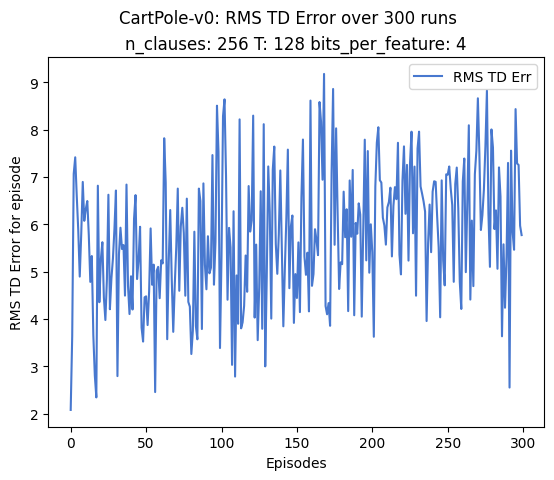 CartPole-v0: RMS TD Error over 300 runs
n_clauses: 256 T: 128 bits_per_feature: 4
RMS TD Err
9
8
7
6
5
4
3
2
RMS TD Error for episode
0 50 100 150 200 250 300
Episodes